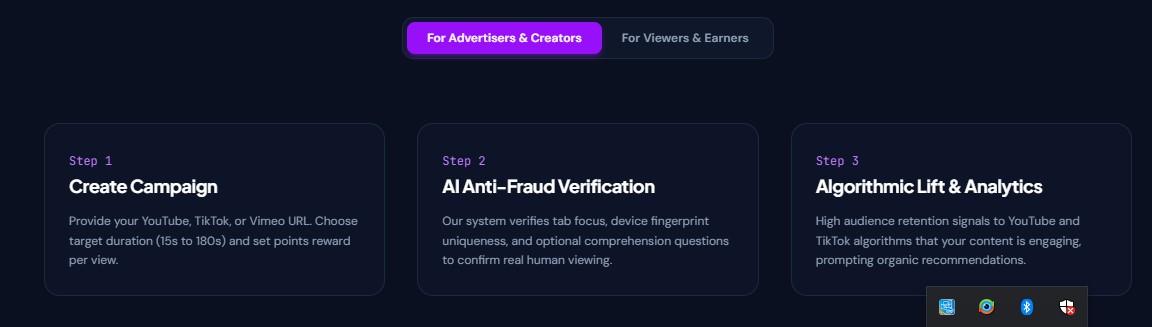 For Advertisers & Creators
For Viewers & Earners
Step 1
Create Campaign
Provide your YouTube, TikTok, or Vimeo URL. Choose
target duration (15s to 180s) and set points reward
per view.
Step 2
AI Anti-Fraud Verification
Our system verifies tab focus, device fingerprint
uniqueness, and optional comprehension questions
to confirm real human viewing.
Step 3
Algorithmic Lift & Analytics
High audience retention signals to YouTube and
TikTok algorithms that your content is engaging,
prompting organic recommendations.